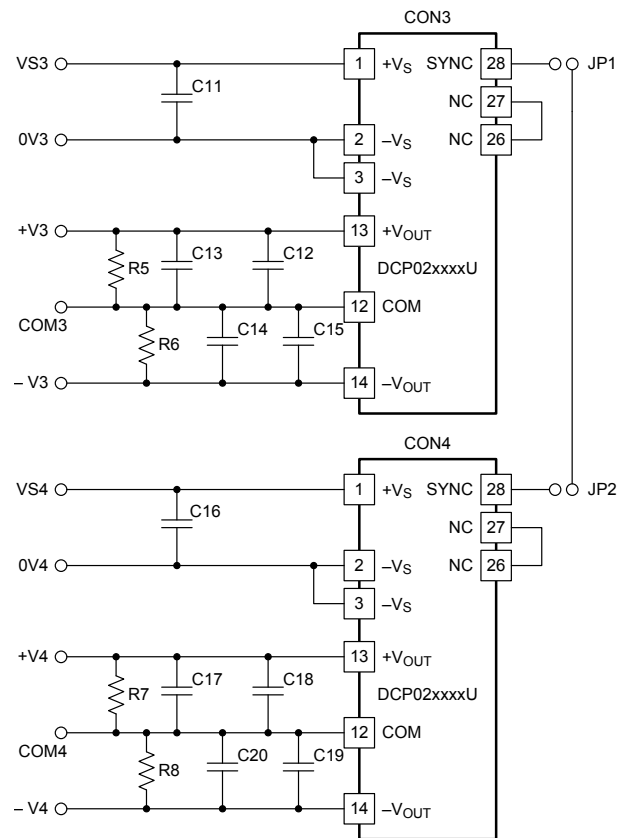 CON3
VS3 1 +VS SYNC 28 JP1
C11
NC 27
0V3 2 –VS NC 26
3 –VS
+V3 13 +VOUT
R5 C13 C12 DCP02xxxxU
COM3 12 COM
R6 C14 C15
– V3 14 –VOUT
CON4
VS4 1 +VS SYNC 28 JP2
C16
NC 27
0V4 2 –VS NC 26
3 –VS
+V4 13 +VOUT
R7 C17 C18 DCP02xxxxU
COM4 12 COM
R8 C20 C19
– V4 14 –VOUT